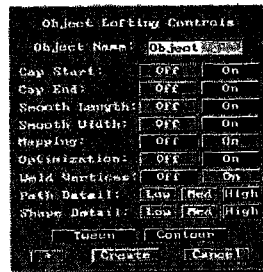 Object Lofting Controls
Object Name: Object
Cap Start: Off On
Cap End: Off On
Smooth Length: Off On
Smooth Width: Off On
Mapping: Off On
Optimization: Off On
Weld Vertices: Off On
Path Detail: Low Med High
Shape Detail: Low Med High
Tween Contour
Create Cancel